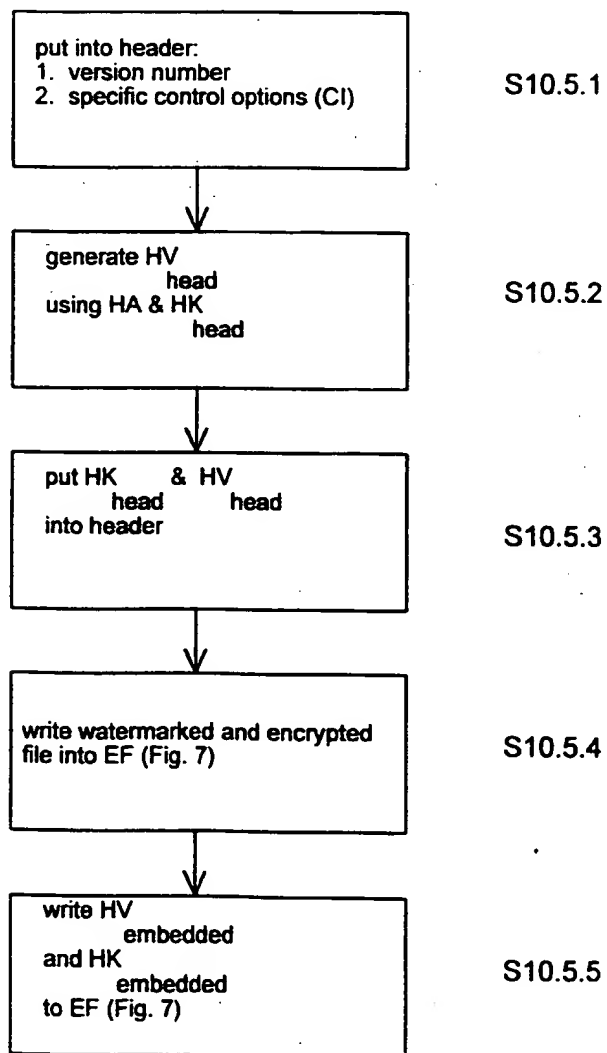 put into header:
1. version number
2. specific control options (CI)
S10.5.1
generate HV
head
using HA & HK
head
S10.5.2
put HK & HV
head head
into header
S10.5.3
write watermarked and encrypted
file into EF (Fig. 7)
S10.5.4
write HV
embedded
and HK
embedded
to EF (Fig. 7)
S10.5.5